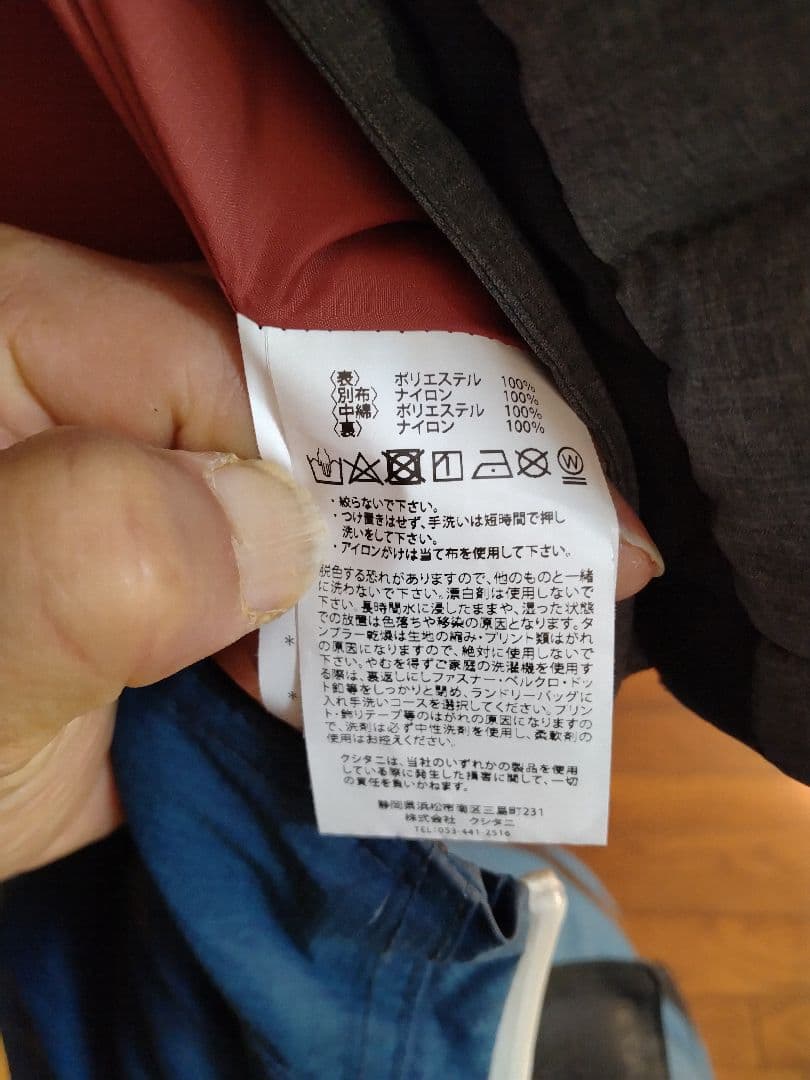 〈表〉 ポリエステル 100%
〈別布〉 ナイロン 100%
〈中綿〉 ポリエステル 100%
〈裏〉 ナイロン 100%
W
・絞らないで下さい。
・つけ置きはせず、手洗いは短時間で押し
洗いをして下さい。
・アイロンがけは当て布を使用して下さい。
脱色する恐れがありますので、他のものと一緒
に洗わないで下さい。漂白剤は使用しないで
下さい。長時間水に浸したままや、湿った状態
での放置は色落ちや移染の原因となります。タ
ンブラー乾燥は生地の縮み・プリント類はがれ
の原因になりますので、絶対に使用しないで
下さい。やむを得ずご家庭の洗濯機を使用す
る際は、裏返しにしファスナー・ベルクロ・ドッ
ト釦等をしっかりと閉め、ランドリーバッグに
入れ手洗いコースを選択してください。プリン
ト・飾りテープ等のはがれの原因になりますの
で、洗剤は必ず中性洗剤を使用し、柔軟剤の
使用はお控えください。
クシタニは、当社のいずれかの製品を使用
している際に発生した損害に関して、一切
の責任を負いかねます。
静岡県浜松市南区三島町231
株式会社 クシタニ
TEL:053-441-2516
*
*